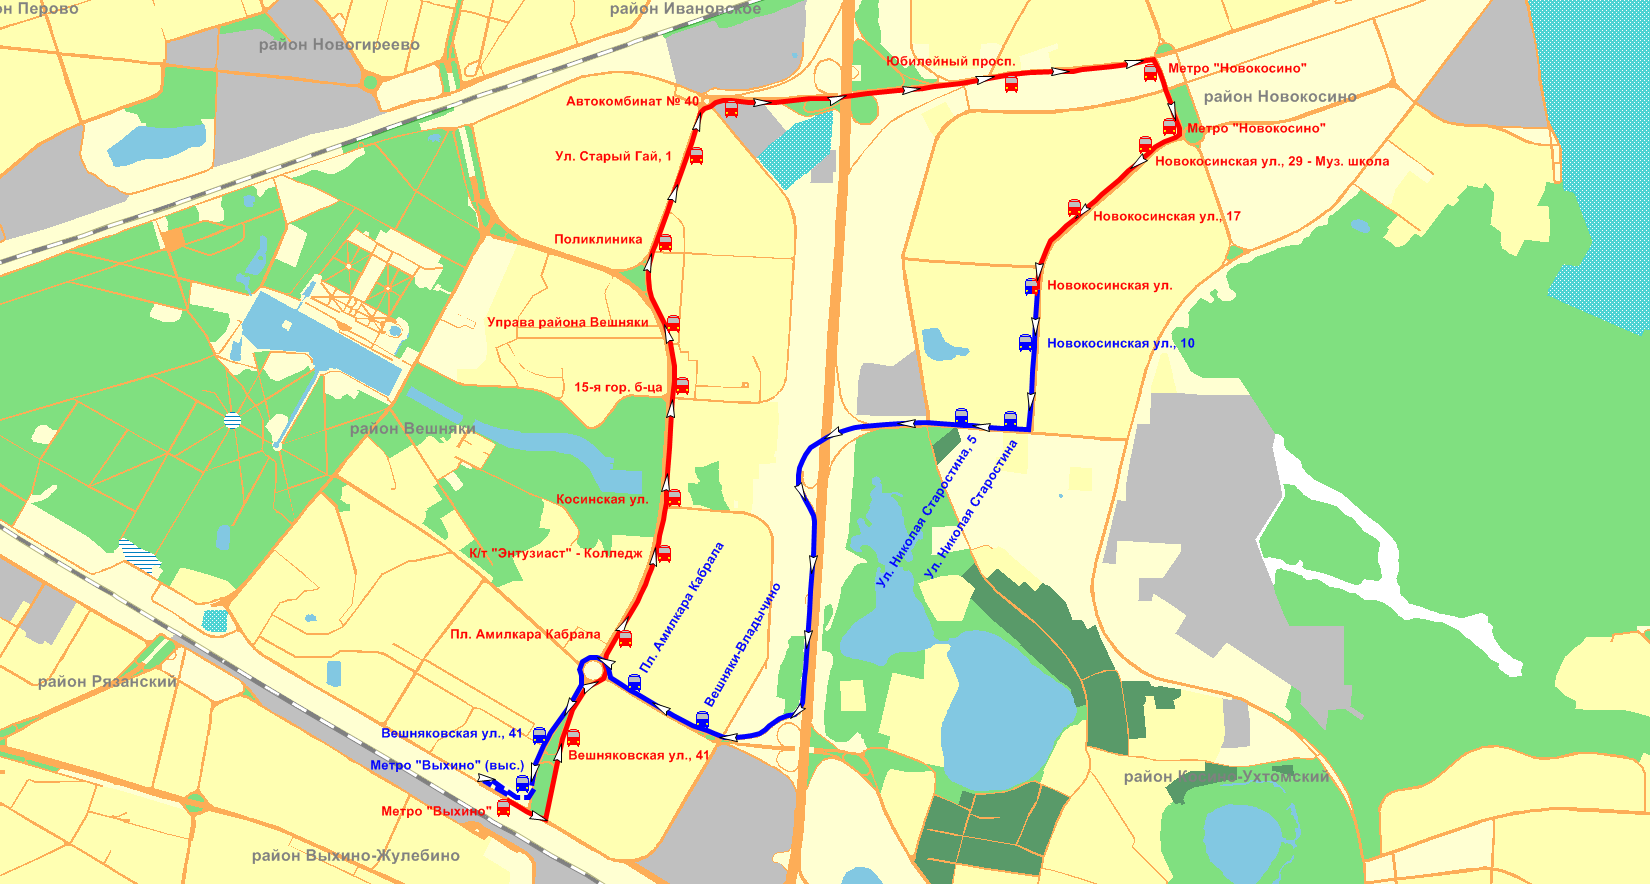 он Перово
район Ивановское
район Новогиреево
Юбилейный просп.
Метро "Новокосино"
район Новокосино
Автокомбинат № 40
Метро "Новокосино"
Ул. Старый Гай, 1
Новокосинская ул., 29 - Муз. школа
Новокосинская ул., 17
Поликлиника
Новокосинская ул.
Управа района Вешняки
Новокосинская ул., 10
15-я гор. б-ца
район Вешняки
Ул. Николая Старостина, 5
Ул. Николая Старостина
Косинская ул.
К/т "Энтузиаст" - Колледж
Пл. Амилкара Кабрала
Вешняки-Владычино
Пл. Амилкара Кабрала
район Рязанский
Вешняковская ул., 41
Вешняковская ул., 41
Метро "Выхино" (выс.)
район Косино-Ухтомский
Метро "Выхино"
район Выхино-Жулебино